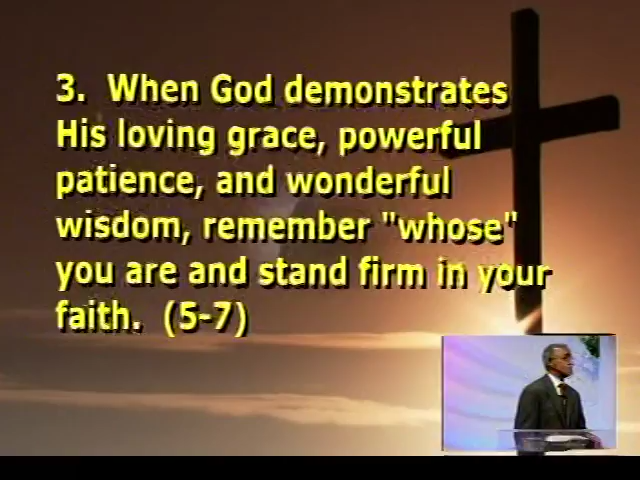 3.  When God demonstrates
His loving grace, powerful
patience, and wonderful
wisdom, remember "whose"
you are and stand firm in your
faith.  (5-7)